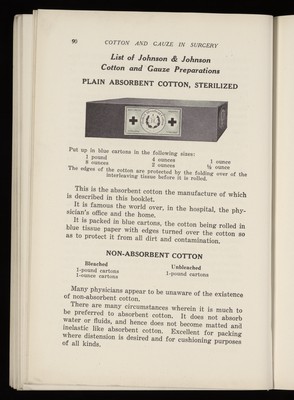 90 COTTON AND GAUZE IN SURGERY
List of Johnson & Johnson
Cotton and Gauze Preparations
PLAIN ABSORBENT COTTON, STERILIZED
Put up in blue cartons in the following sizes:
1 pound 4 ounces 1 ounce
8 ounces 2 ounces ½ ounce
The edges of the cotton are protected by the folding over of the
interleaving tissue before it is rolled.
This is the absorbent cotton the manufacture of which
is described in this booklet.
It is famous the world over, in the hospital, the phy-
sician's office and the home.
It is packed in blue cartons, the cotton being rolled in
blue tissue paper with edges turned over the cotton so
as to protect it from all dirt and contamination.
NON-ABSORBENT COTTON
Bleached Unbleached
1-pound cartons 1-pound cartons
1-ounce cartons
Many physicians appear to be unaware of the existence
of non-absorbent cotton.
There are many circumstances wherein it is much to
be preferred to absorbent cotton. It does not absorb
water or fluids, and hence does not become matted and
inelastic like absorbent cotton. Excellent for packing
where distension is desired and for cushioning purposes
of all kinds.